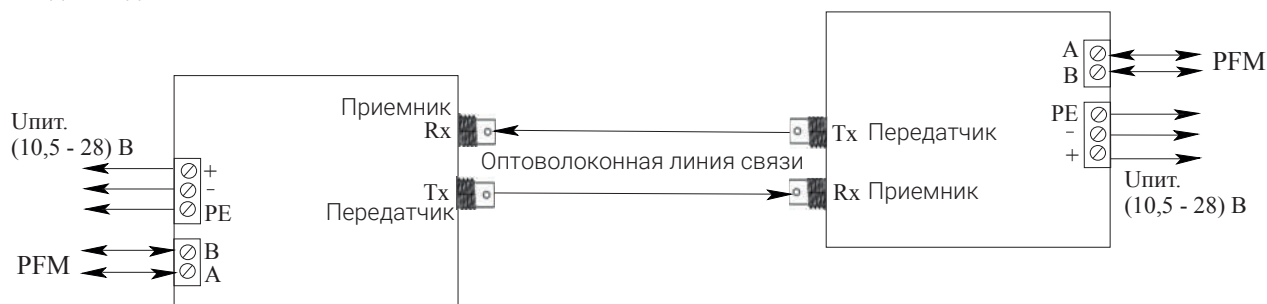 Uпит.
(10,5 - 28) В
+
-
PE
PFM
B
A
Приемник
Rx
Оптоволоконная линия связи
Tx
Передатчик
Tx Передатчик
Rx Приемник
A
B
PFM
PE
-
+
Uпит.
(10,5 - 28) В